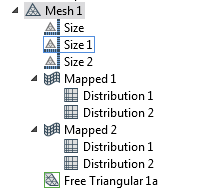 Mesh 1
Size
Size 1
Size 2
Mapped 1
Distribution 1
Distribution 2
Mapped 2
Distribution 1
Distribution 2
Free Triangular 1a